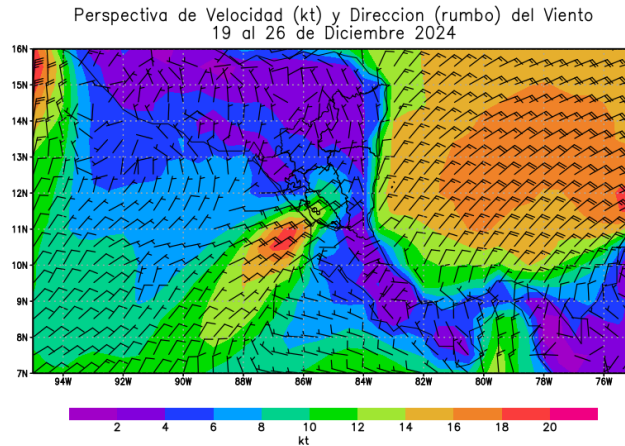 Perspectiva de Velocidad (kt) y Direccion (rumbo) del Viento
19 al 26 de Diciembre 2024
16N
15N
14N
13N
12N
11N
10N
9N
8N
7N
94W 92W 90W 88W 86W 84W 82W 80W 78W 76W
2 4 6 8 10 12 14 16 18 20
kt